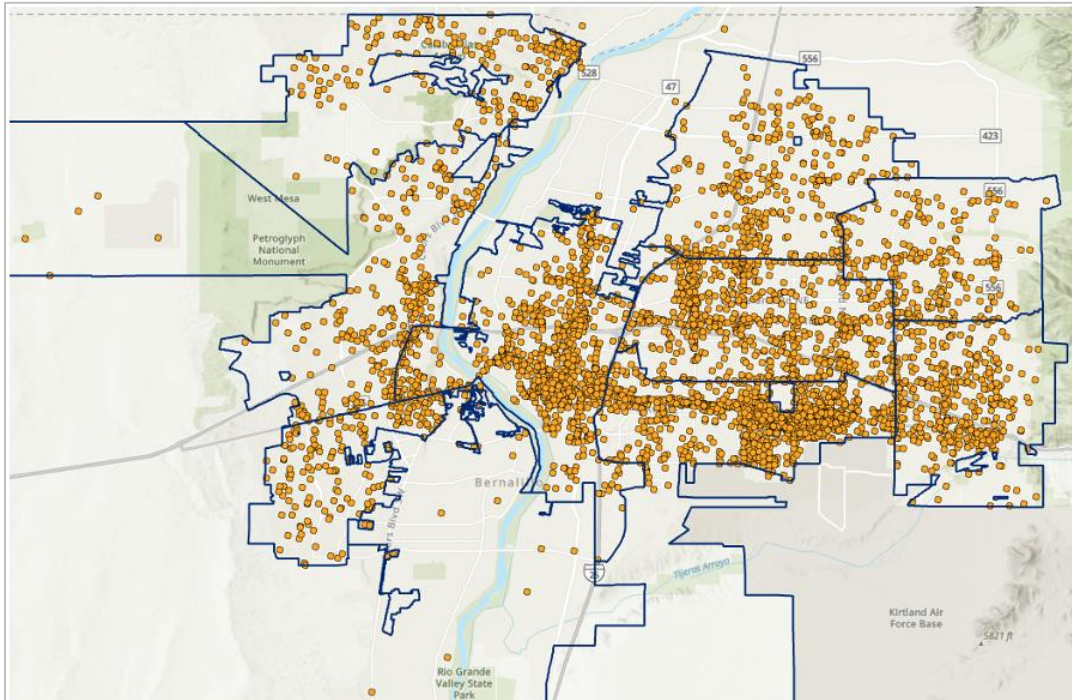 528
556
47
423
West Mesa
556
Petroglyph
National
Monument
556
Bernalillo
25
Tijeras Arroyo
Kirtland Air
Force Base
5821 ft
Rio Grande
Valley State
Park